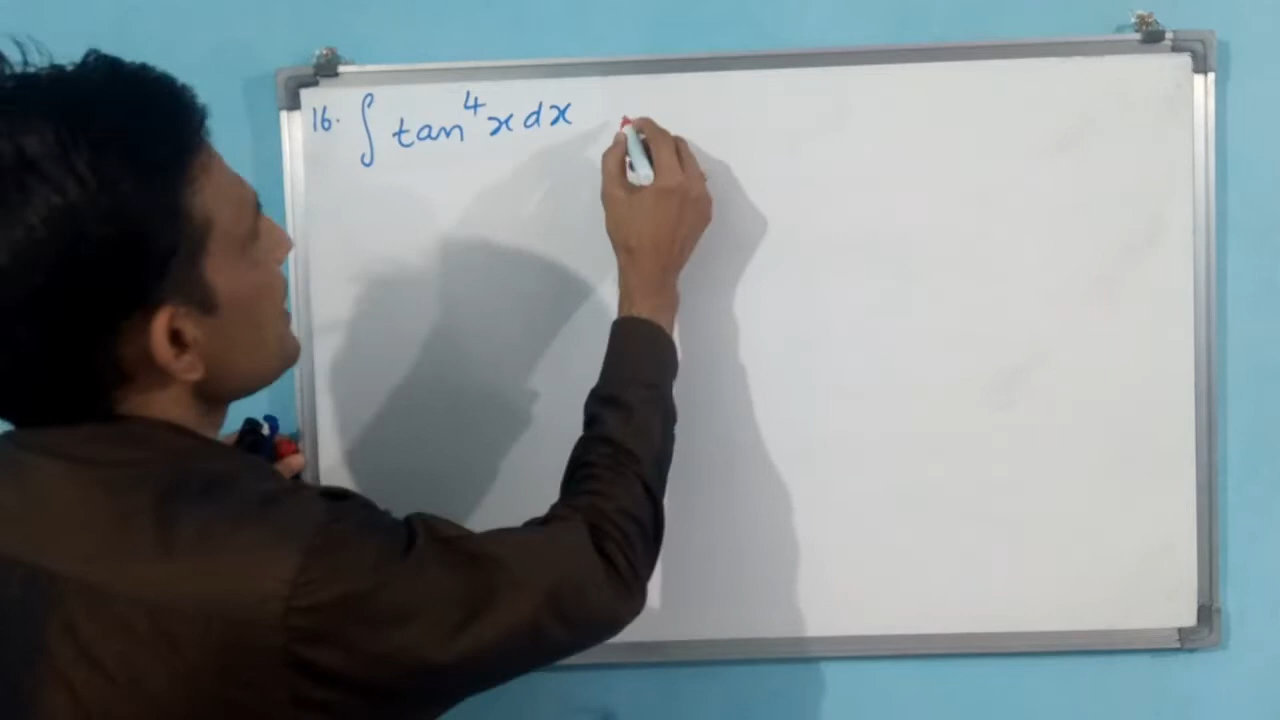 16. ∫ tan⁴x dx